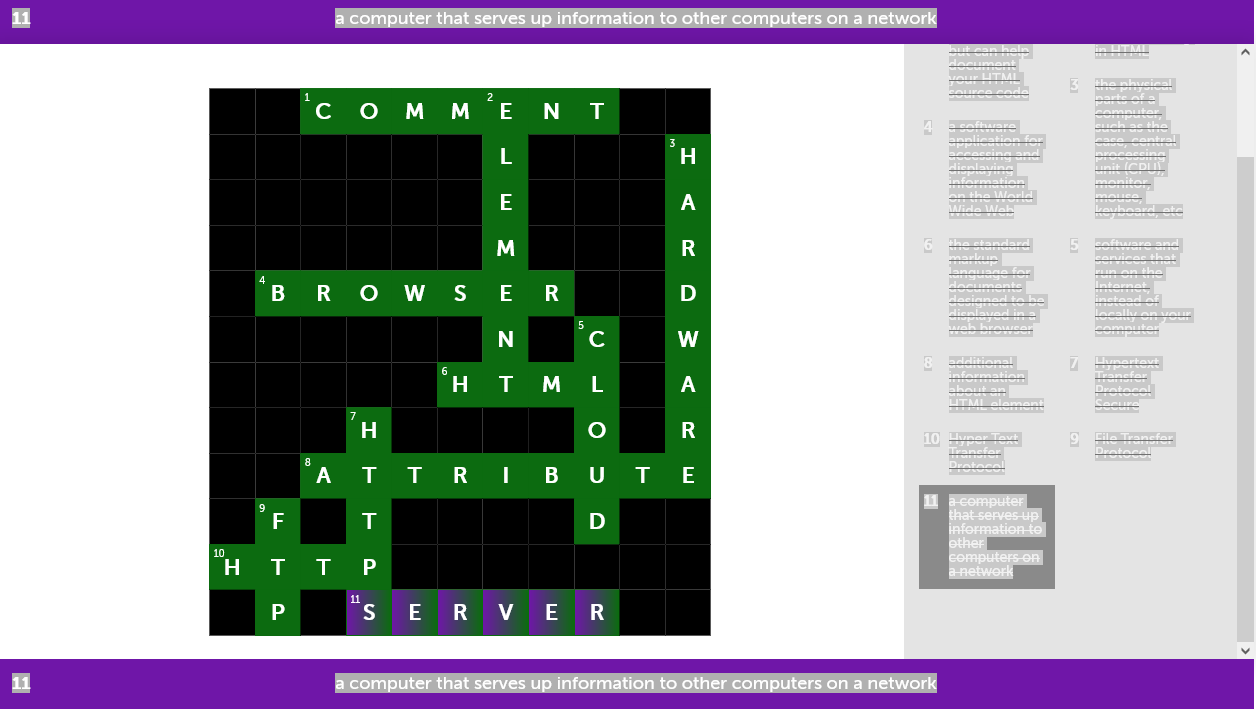 11 a computer that serves up information to other computers on a network
1 C O M M 2 E N T
L 3 H
E A
M R
4 B R O W S E R D
N 5 C W
6 H T M L A
7 H O R
8 A T T R I B U T E
9 F T D
10 H T T P
P 11 S E R V E R
but can help
document
your HTML
source code
4 a software
application for
accessing and
displaying
information
on the World
Wide Web
6 the standard
markup
language for
documents
designed to be
displayed in a
web browser
8 additional
information
about an
HTML element
10 Hyper Text
Transfer
Protocol
11 a computer
that serves up
information to
other
computers on
a network
in HTML
3 the physical
parts of a
computer,
such as the
case, central
processing
unit (CPU),
monitor,
mouse,
keyboard, etc
5 software and
services that
run on the
Internet,
instead of
locally on your
computer
7 Hypertext
Transfer
Protocol
Secure
9 File Transfer
Protocol
11 a computer that serves up information to other computers on a network